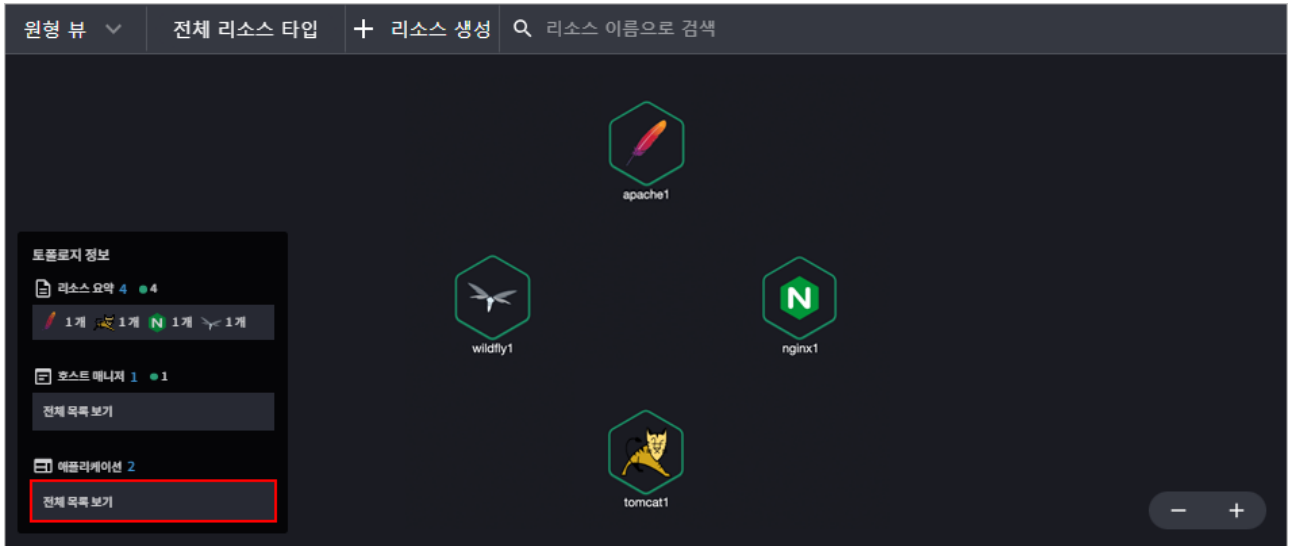 원형 뷰 전체 리소스 타입 + 리소스 생성 리소스 이름으로 검색
apache1
토폴로지 정보
리소스 요약 4 4
1개 1개 N 1개 1개
wildfly1
N
nginx1
호스트 매니저 1 1
전체 목록 보기
애플리케이션 2
전체 목록 보기
tomcat1
− +